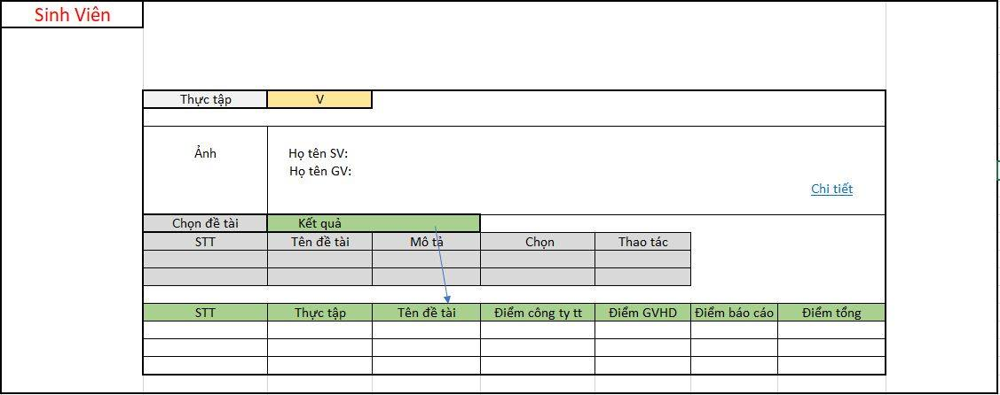 Sinh Viên
Thực tập V
Ảnh Họ tên SV:
Họ tên GV:
Chi tiết
Chọn đề tài Kết quả
STT Tên đề tài Mô tả Chọn Thao tác
STT Thực tập Tên đề tài Điểm công ty tt Điểm GVHD Điểm báo cáo Điểm tổng